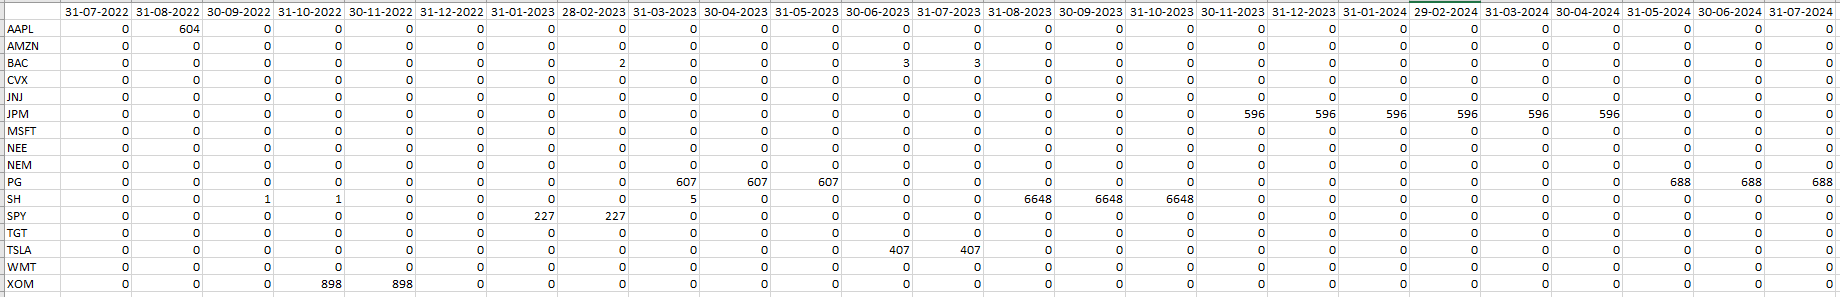 31-07-2022 31-08-2022 30-09-2022 31-10-2022 30-11-2022 31-12-2022 31-01-2023 28-02-2023 31-03-2023 30-04-2023 31-05-2023 30-06-2023 31-07-2023 31-08-2023 30-09-2023 31-10-2023 30-11-2023 31-12-2023 31-01-2024 29-02-2024 31-03-2024 30-04-2024 31-05-2024 30-06-2024 31-07-2024
AAPL 0 604 0 0 0 0 0 0 0 0 0 0 0 0 0 0 0 0 0 0 0 0 0 0 0
AMZN 0 0 0 0 0 0 0 0 0 0 0 0 0 0 0 0 0 0 0 0 0 0 0 0 0
BAC 0 0 0 0 0 0 0 2 0 0 0 3 3 0 0 0 0 0 0 0 0 0 0 0 0
CVX 0 0 0 0 0 0 0 0 0 0 0 0 0 0 0 0 0 0 0 0 0 0 0 0 0
JNJ 0 0 0 0 0 0 0 0 0 0 0 0 0 0 0 0 0 0 0 0 0 0 0 0 0
JPM 0 0 0 0 0 0 0 0 0 0 0 0 0 0 0 0 596 596 596 596 596 596 0 0 0
MSFT 0 0 0 0 0 0 0 0 0 0 0 0 0 0 0 0 0 0 0 0 0 0 0 0 0
NEE 0 0 0 0 0 0 0 0 0 0 0 0 0 0 0 0 0 0 0 0 0 0 0 0 0
NEM 0 0 0 0 0 0 0 0 0 0 0 0 0 0 0 0 0 0 0 0 0 0 0 0 0
PG 0 0 0 0 0 0 0 0 607 607 607 0 0 0 0 0 0 0 0 0 0 0 688 688 688
SH 0 0 1 1 0 0 0 0 5 0 0 0 0 6648 6648 6648 0 0 0 0 0 0 0 0 0
SPY 0 0 0 0 0 0 227 227 0 0 0 0 0 0 0 0 0 0 0 0 0 0 0 0 0
TGT 0 0 0 0 0 0 0 0 0 0 0 0 0 0 0 0 0 0 0 0 0 0 0 0 0
TSLA 0 0 0 0 0 0 0 0 0 0 0 407 407 0 0 0 0 0 0 0 0 0 0 0 0
WMT 0 0 0 0 0 0 0 0 0 0 0 0 0 0 0 0 0 0 0 0 0 0 0 0 0
XOM 0 0 0 898 898 0 0 0 0 0 0 0 0 0 0 0 0 0 0 0 0 0 0 0 0